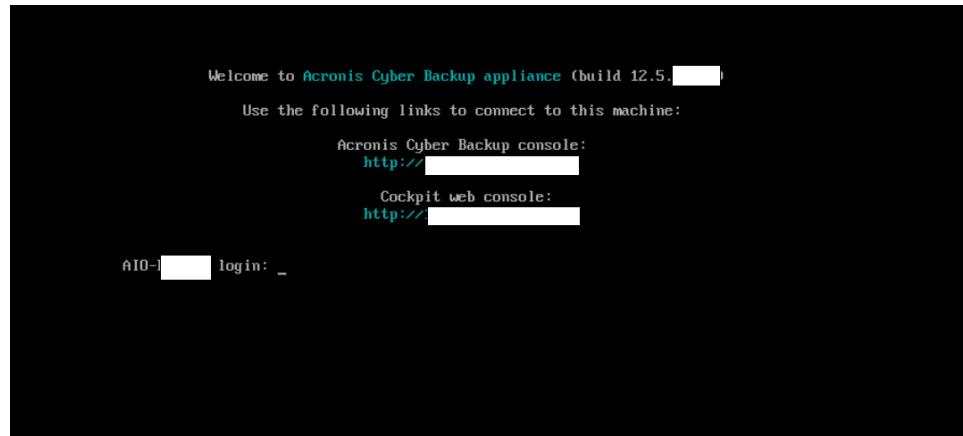 Welcome to Acronis Cyber Backup appliance (build 12.5.
Use the following links to connect to this machine:
Acronis Cyber Backup console:
http://
Cockpit web console:
http://
AIO- login: _